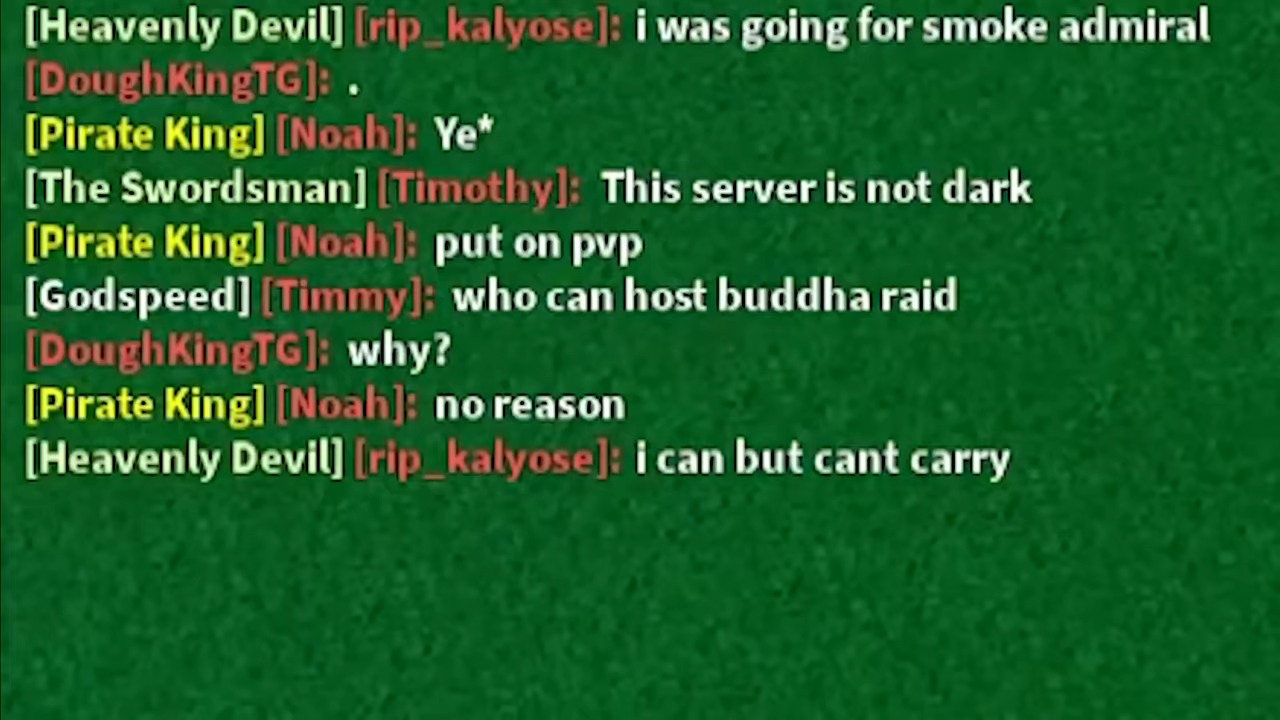 [Heavenly Devil] [rip_kalyose]: i was going for smoke admiral
[DoughKingTG]: .
[Pirate King] [Noah]: Ye*
[The Swordsman] [Timothy]: This server is not dark
[Pirate King] [Noah]: put on pvp
[Godspeed] [Timmy]: who can host buddha raid
[DoughKingTG]: why?
[Pirate King] [Noah]: no reason
[Heavenly Devil] [rip_kalyose]: i can but cant carry